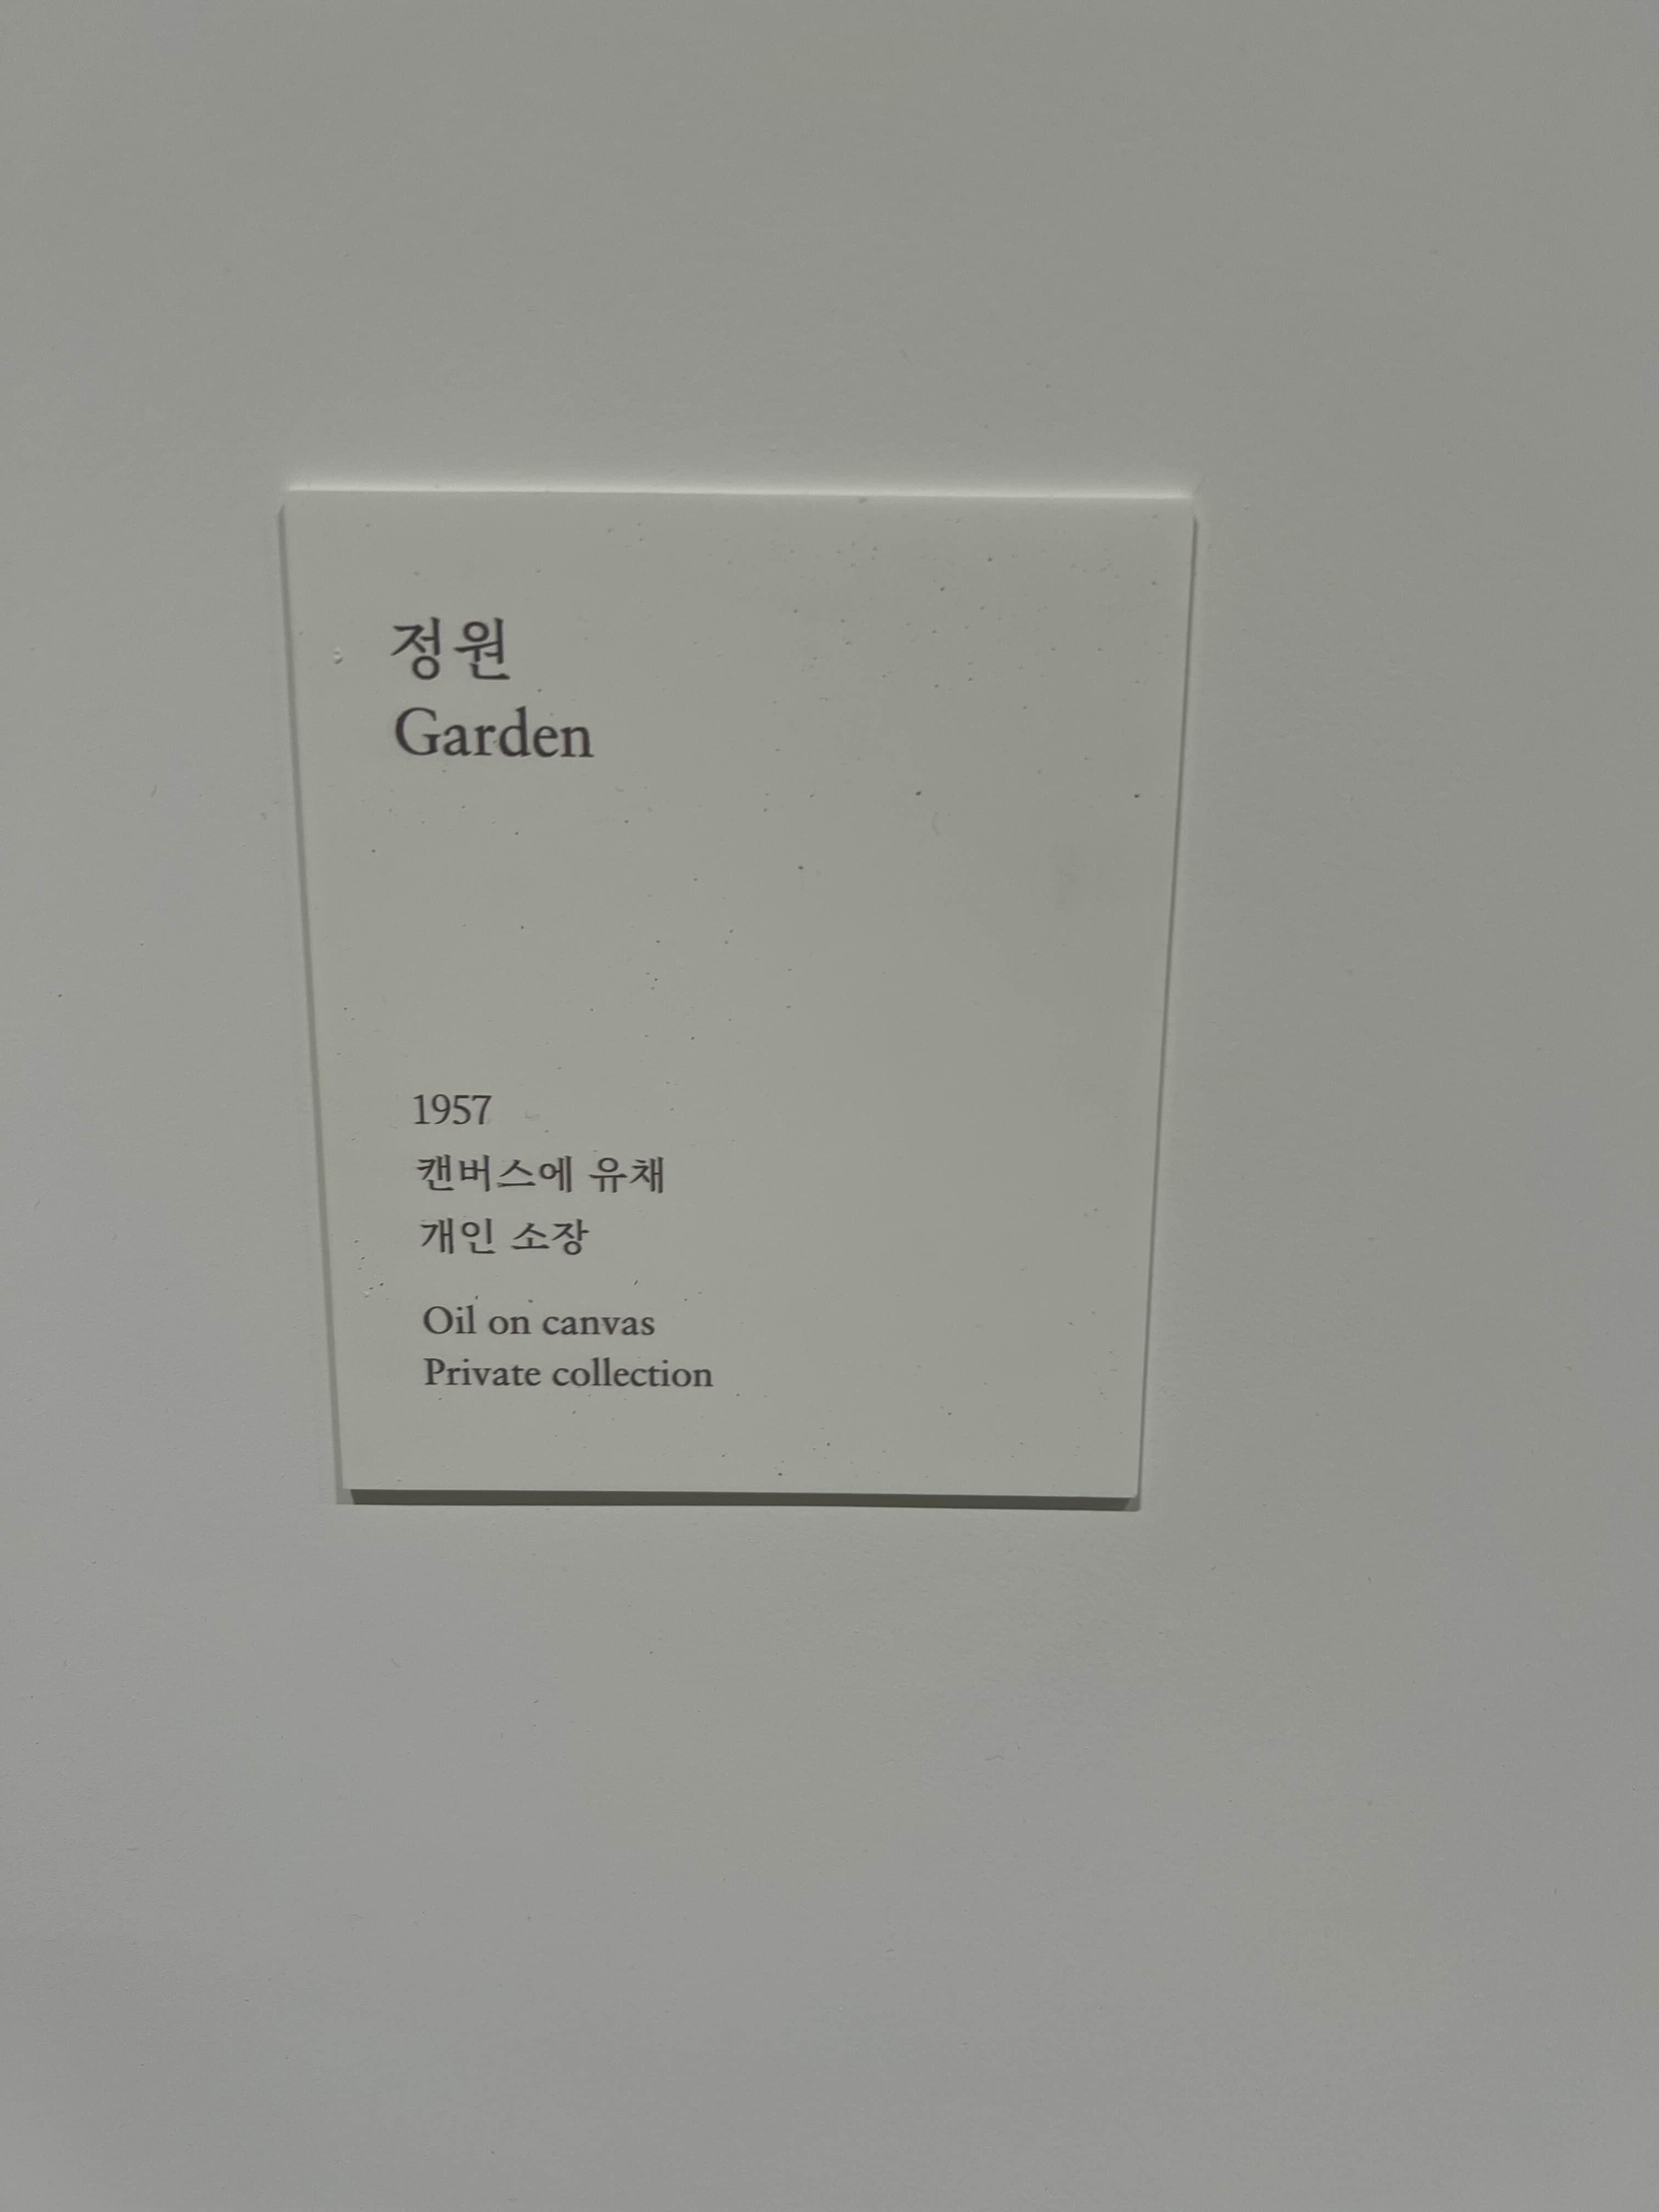 정원
Garden
1957
캔버스에 유채
개인 소장
Oil on canvas
Private collection